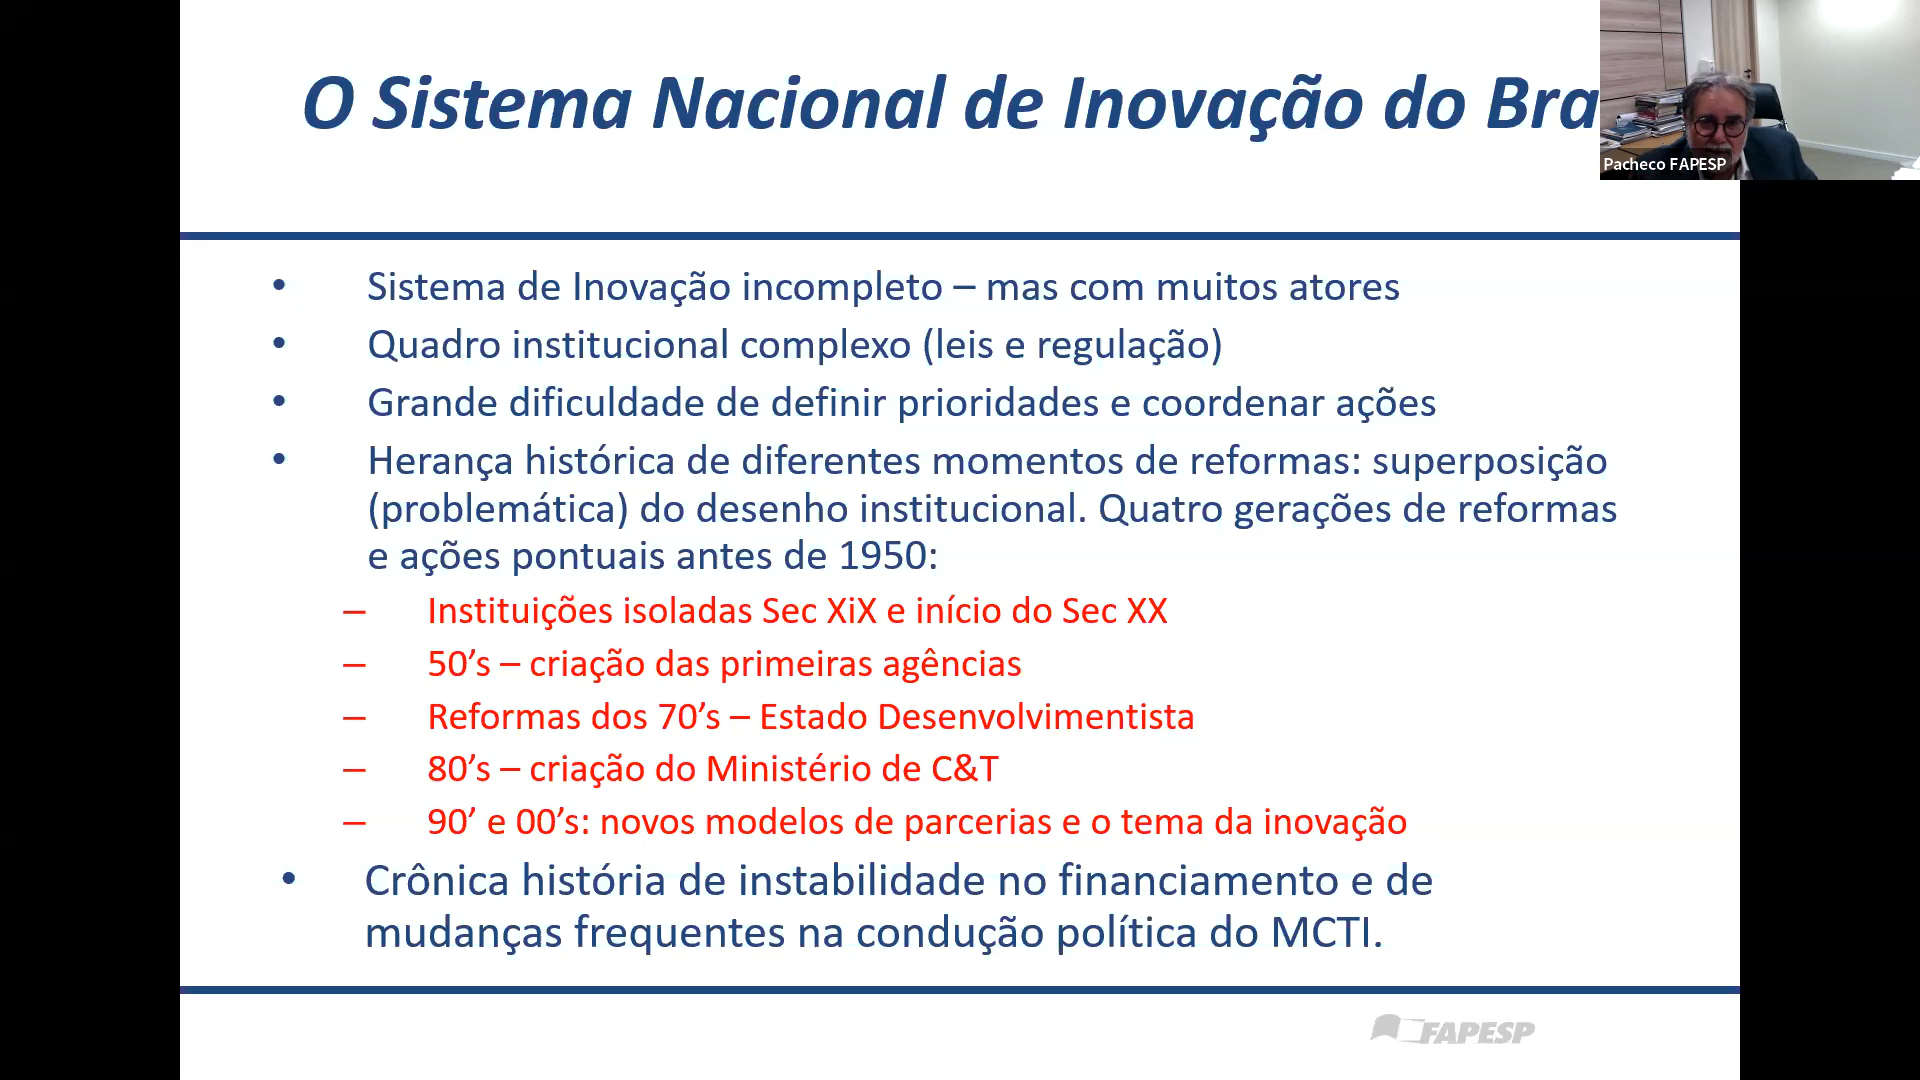 O Sistema Nacional de Inovação do Bra
Pacheco FAPESP
• Sistema de Inovação incompleto – mas com muitos atores
• Quadro institucional complexo (leis e regulação)
• Grande dificuldade de definir prioridades e coordenar ações
• Herança histórica de diferentes momentos de reformas: superposição
(problemática) do desenho institucional. Quatro gerações de reformas
e ações pontuais antes de 1950:
– Instituições isoladas Sec XiX e início do Sec XX
– 50’s – criação das primeiras agências
– Reformas dos 70’s – Estado Desenvolvimentista
– 80’s – criação do Ministério de C&T
– 90’ e 00’s: novos modelos de parcerias e o tema da inovação
• Crônica história de instabilidade no financiamento e de
mudanças frequentes na condução política do MCTI.
FAPESP